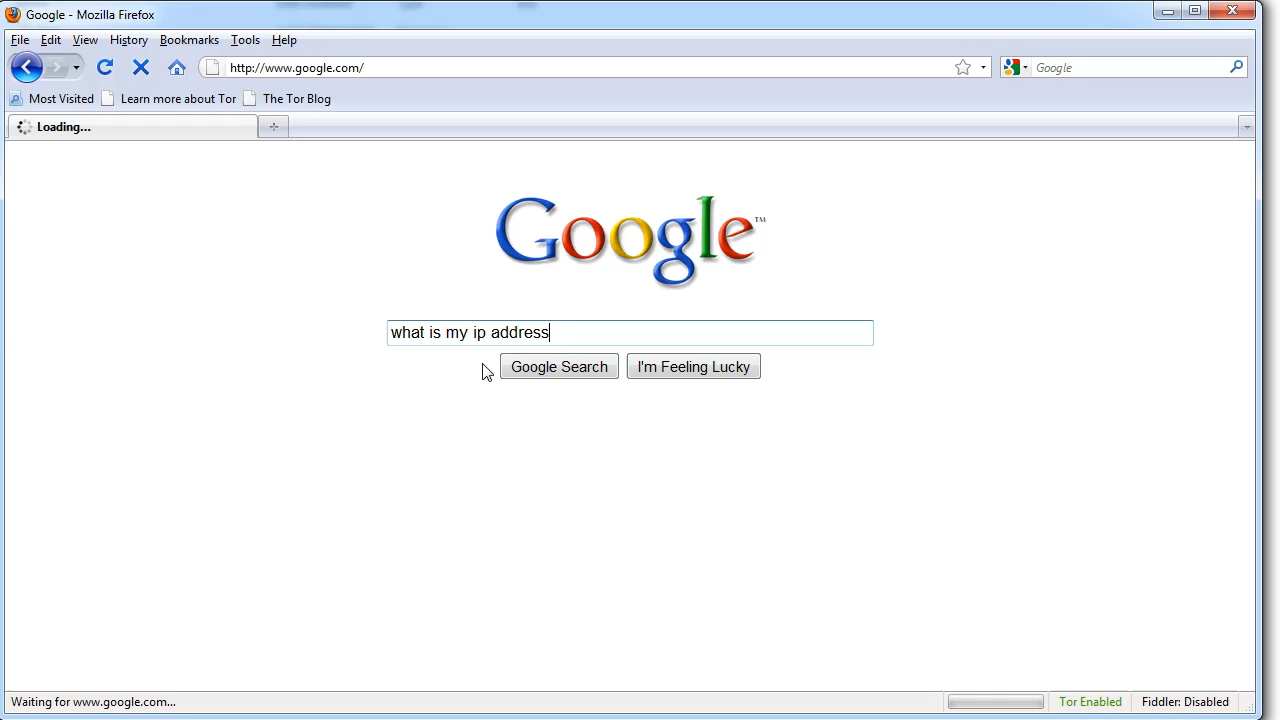 Google - Mozilla Firefox
File Edit View History Bookmarks Tools Help
http://www.google.com/ Google
Most Visited Learn more about Tor The Tor Blog
Loading...
Google™
what is my ip address
Google Search I'm Feeling Lucky
Waiting for www.google.com... Tor Enabled Fiddler: Disabled